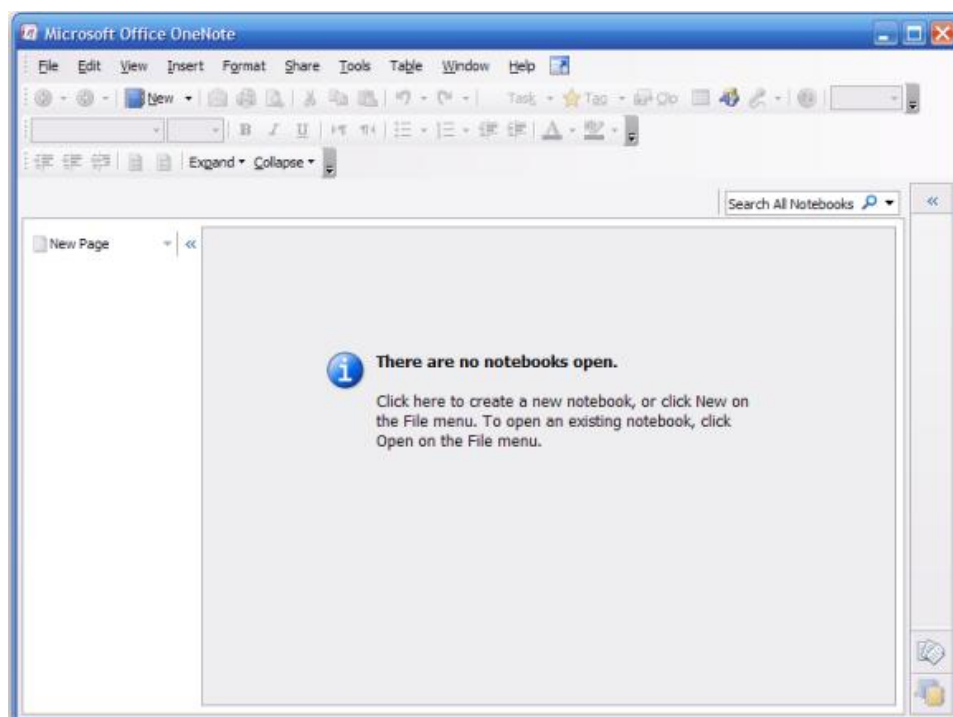 Microsoft Office OneNote
File Edit View Insert Format Share Tools Table Window Help
New Task Tag Clip
B I U A
Expand Collapse
Search All Notebooks
New Page
There are no notebooks open.
Click here to create a new notebook, or click New on
the File menu. To open an existing notebook, click
Open on the File menu.